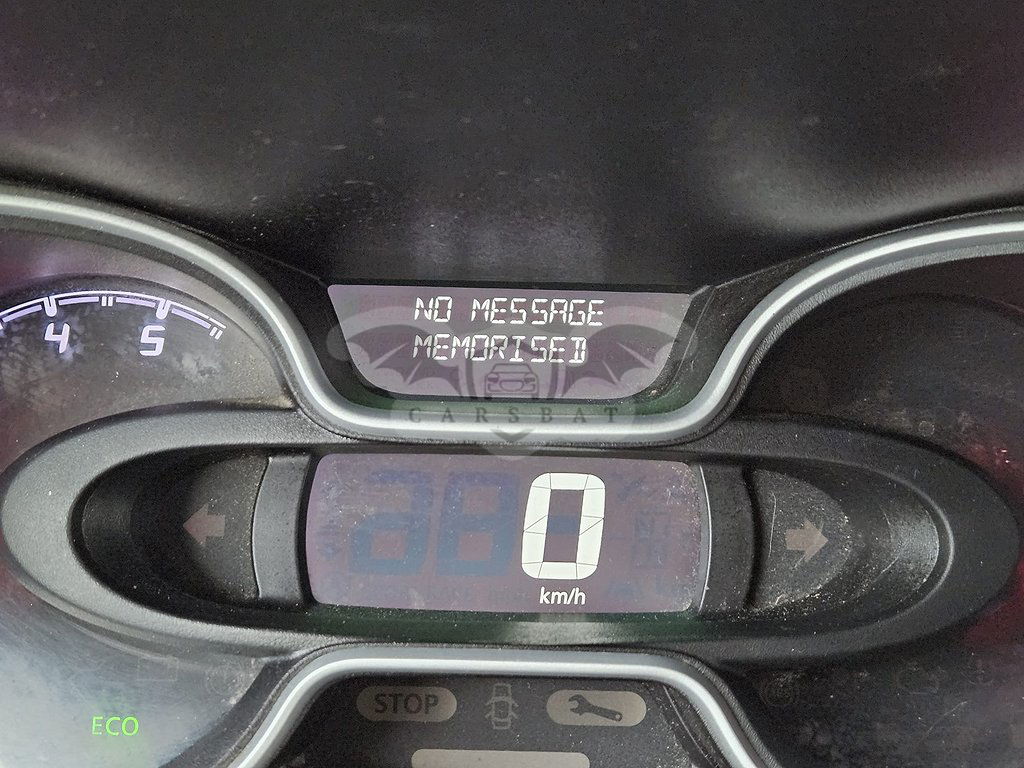 NO MESSAGE
MEMORISED
4 5
CARSBAT
0
km/h
STOP
ECO